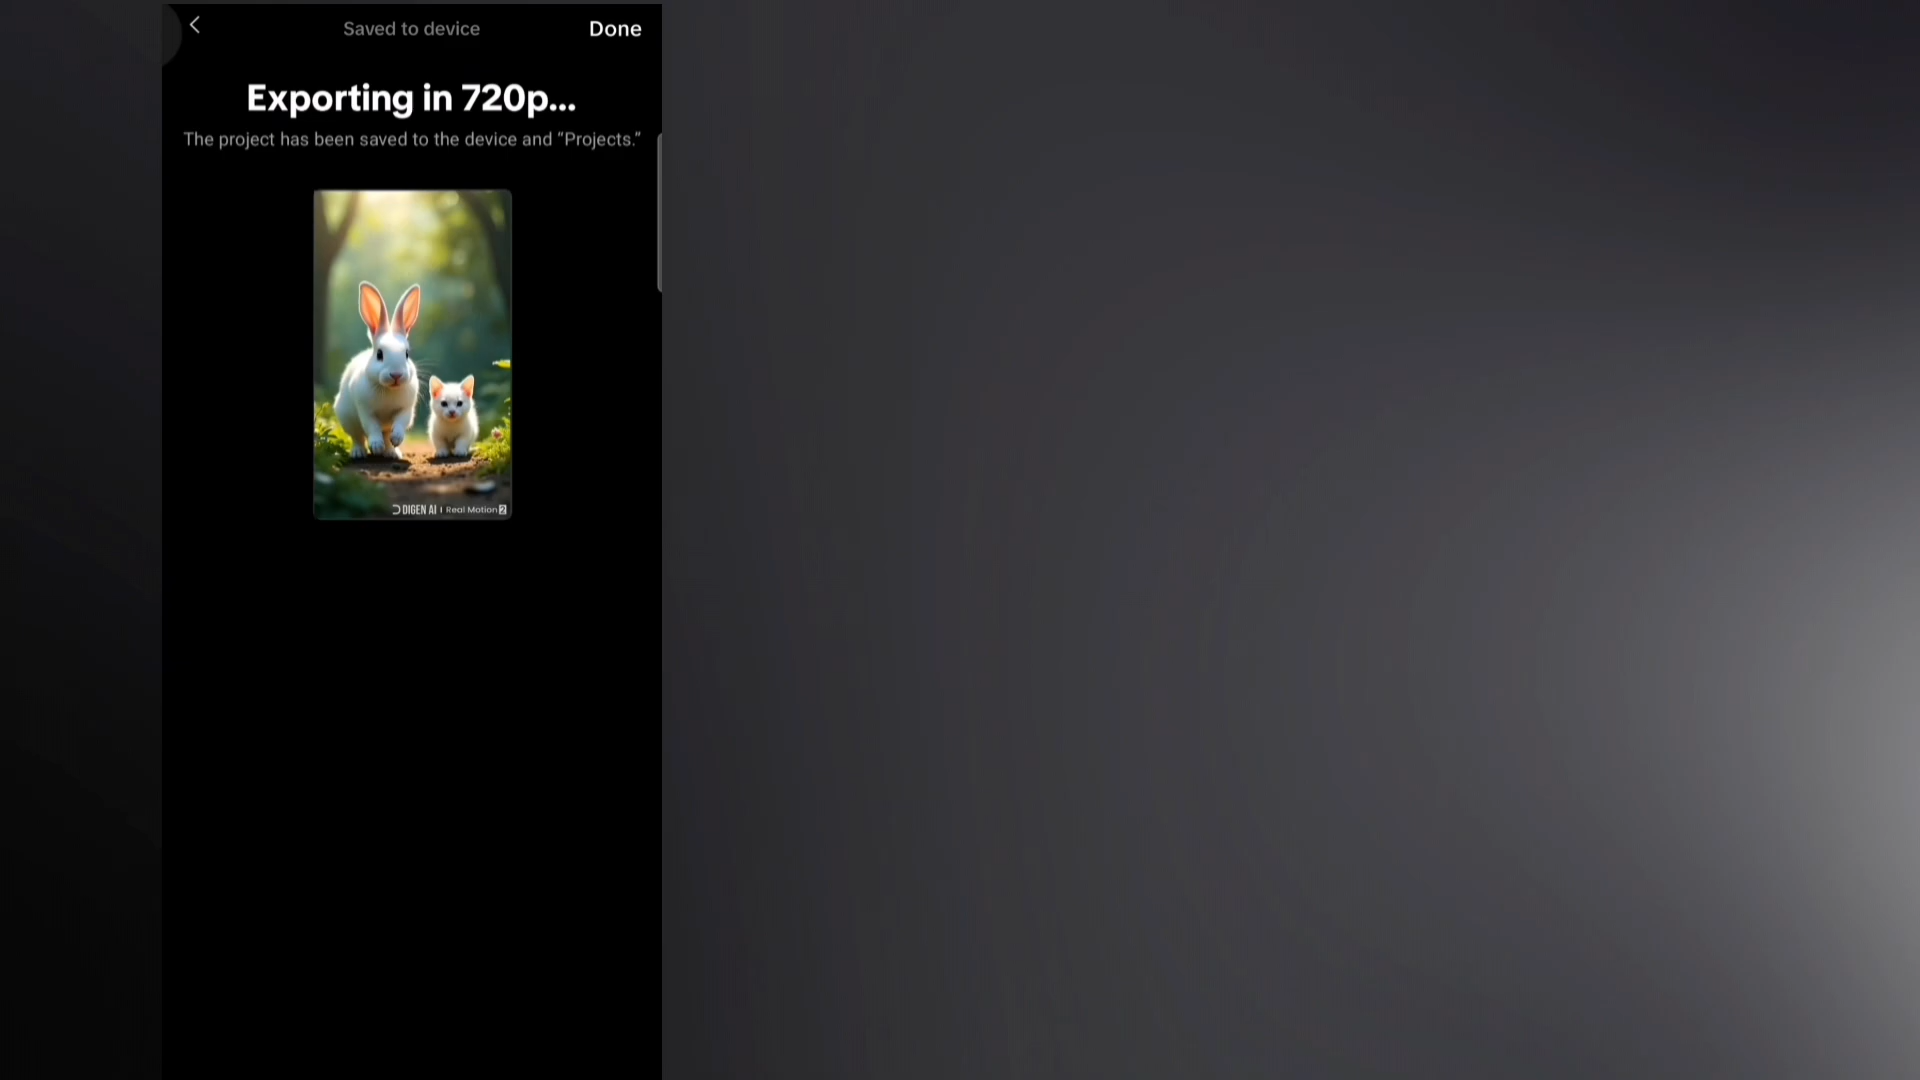 Saved to device
Done
Exporting in 720p...
The project has been saved to the device and “Projects.”
DIGEN AI | Real Motion 2